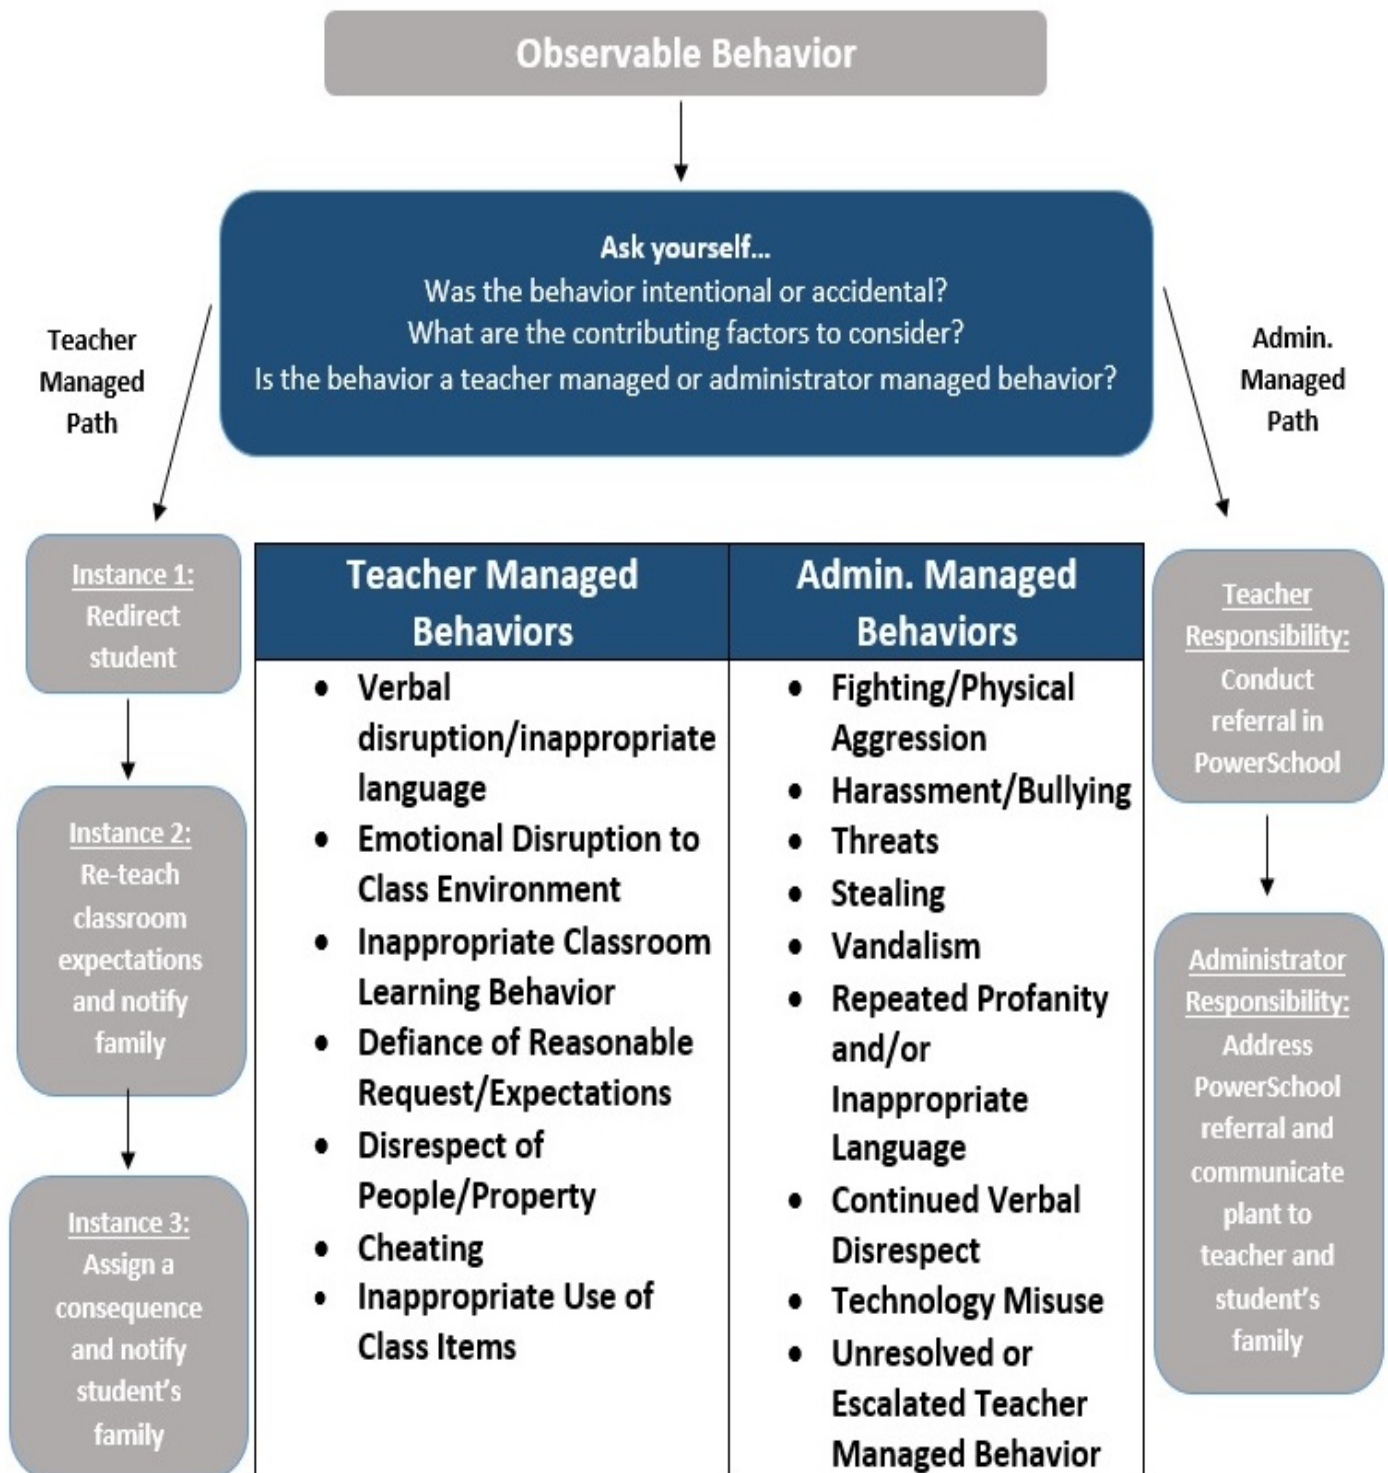 Observable Behavior
Ask yourself...
Was the behavior intentional or accidental?
What are the contributing factors to consider?
Is the behavior a teacher managed or administrator managed behavior?
Teacher
Managed
Path
Admin.
Managed
Path
Instance 1:
Redirect
student
Instance 2:
Re-teach
classroom
expectations
and notify
family
Instance 3:
Assign a
consequence
and notify
student's
family
Teacher Managed
Behaviors
• Verbal
disruption/inappropriate
language
• Emotional Disruption to
Class Environment
• Inappropriate Classroom
Learning Behavior
• Defiance of Reasonable
Request/Expectations
• Disrespect of
People/Property
• Cheating
• Inappropriate Use of
Class Items
Admin. Managed
Behaviors
• Fighting/Physical
Aggression
• Harassment/Bullying
• Threats
• Stealing
• Vandalism
• Repeated Profanity
and/or
Inappropriate
Language
• Continued Verbal
Disrespect
• Technology Misuse
• Unresolved or
Escalated Teacher
Managed Behavior
Teacher
Responsibility:
Conduct
referral in
PowerSchool
Administrator
Responsibility:
Address
PowerSchool
referral and
communicate
plant to
teacher and
student's
family